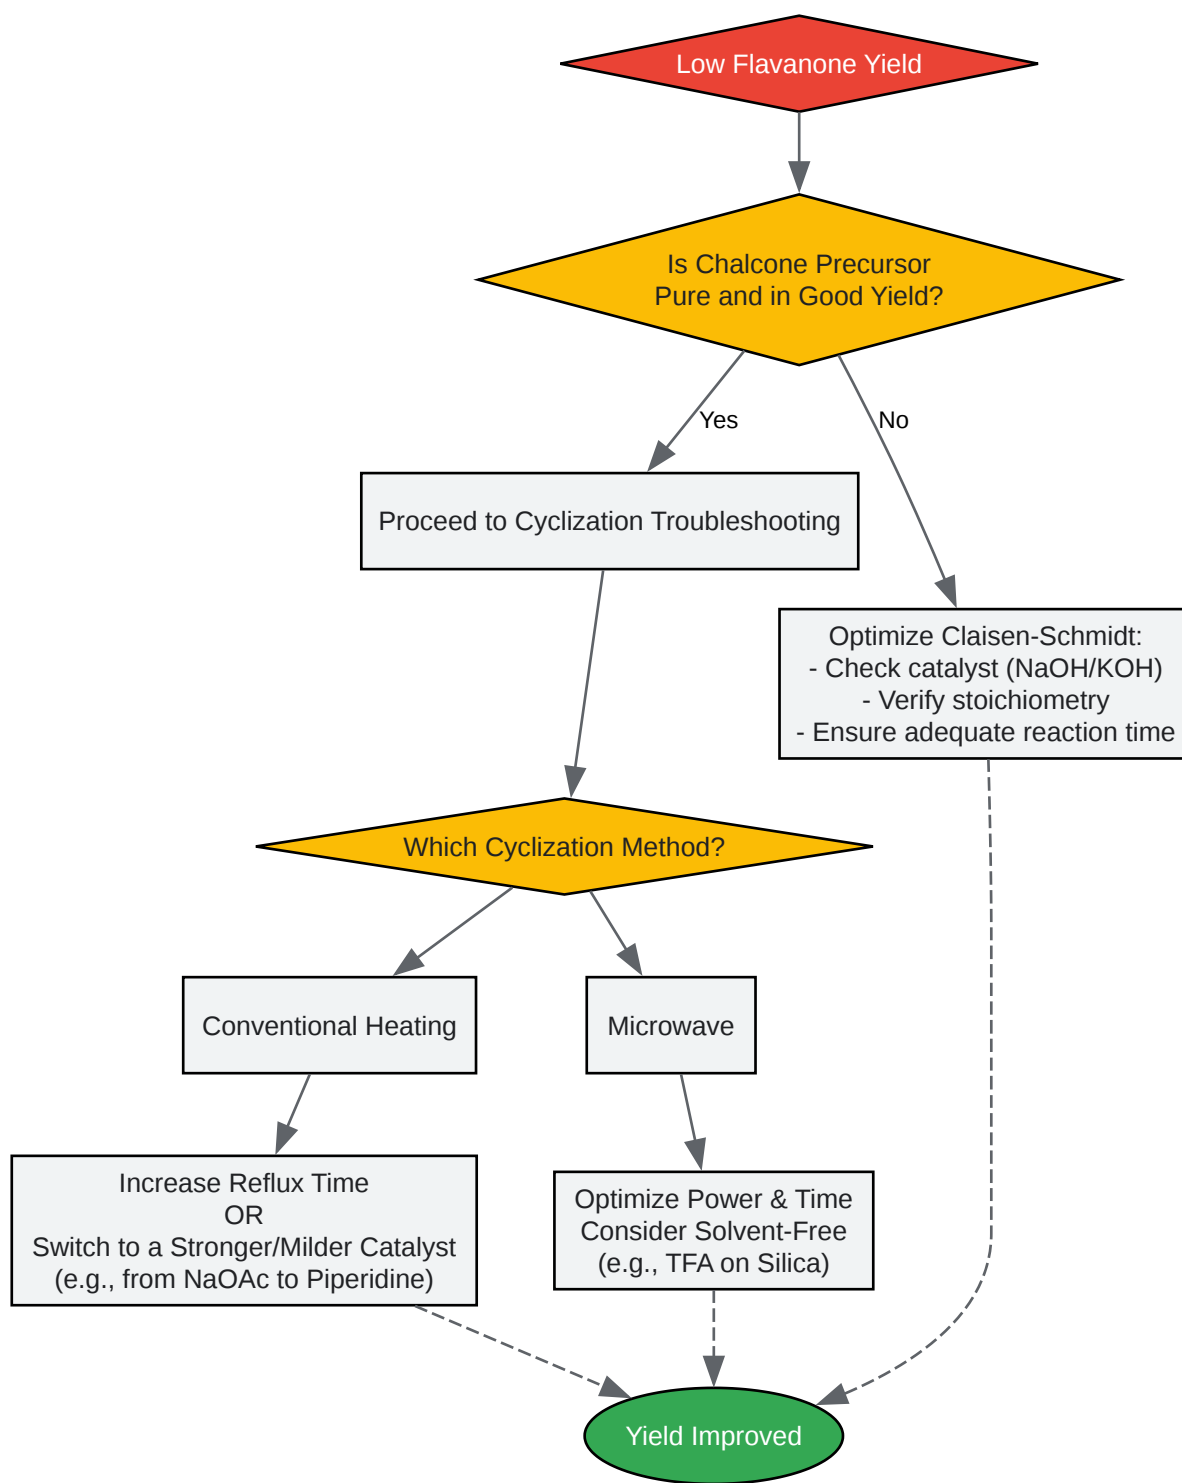 Low Flavanone Yield
Is Chalcone Precursor
Pure and in Good Yield?
Yes
No
Proceed to Cyclization Troubleshooting
Optimize Claisen-Schmidt:
- Check catalyst (NaOH/KOH)
- Verify stoichiometry
- Ensure adequate reaction time
Which Cyclization Method?
Conventional Heating
Microwave
Increase Reflux Time
OR
Switch to a Stronger/Milder Catalyst
(e.g., from NaOAc to Piperidine)
Optimize Power & Time
Consider Solvent-Free
(e.g., TFA on Silica)
Yield Improved